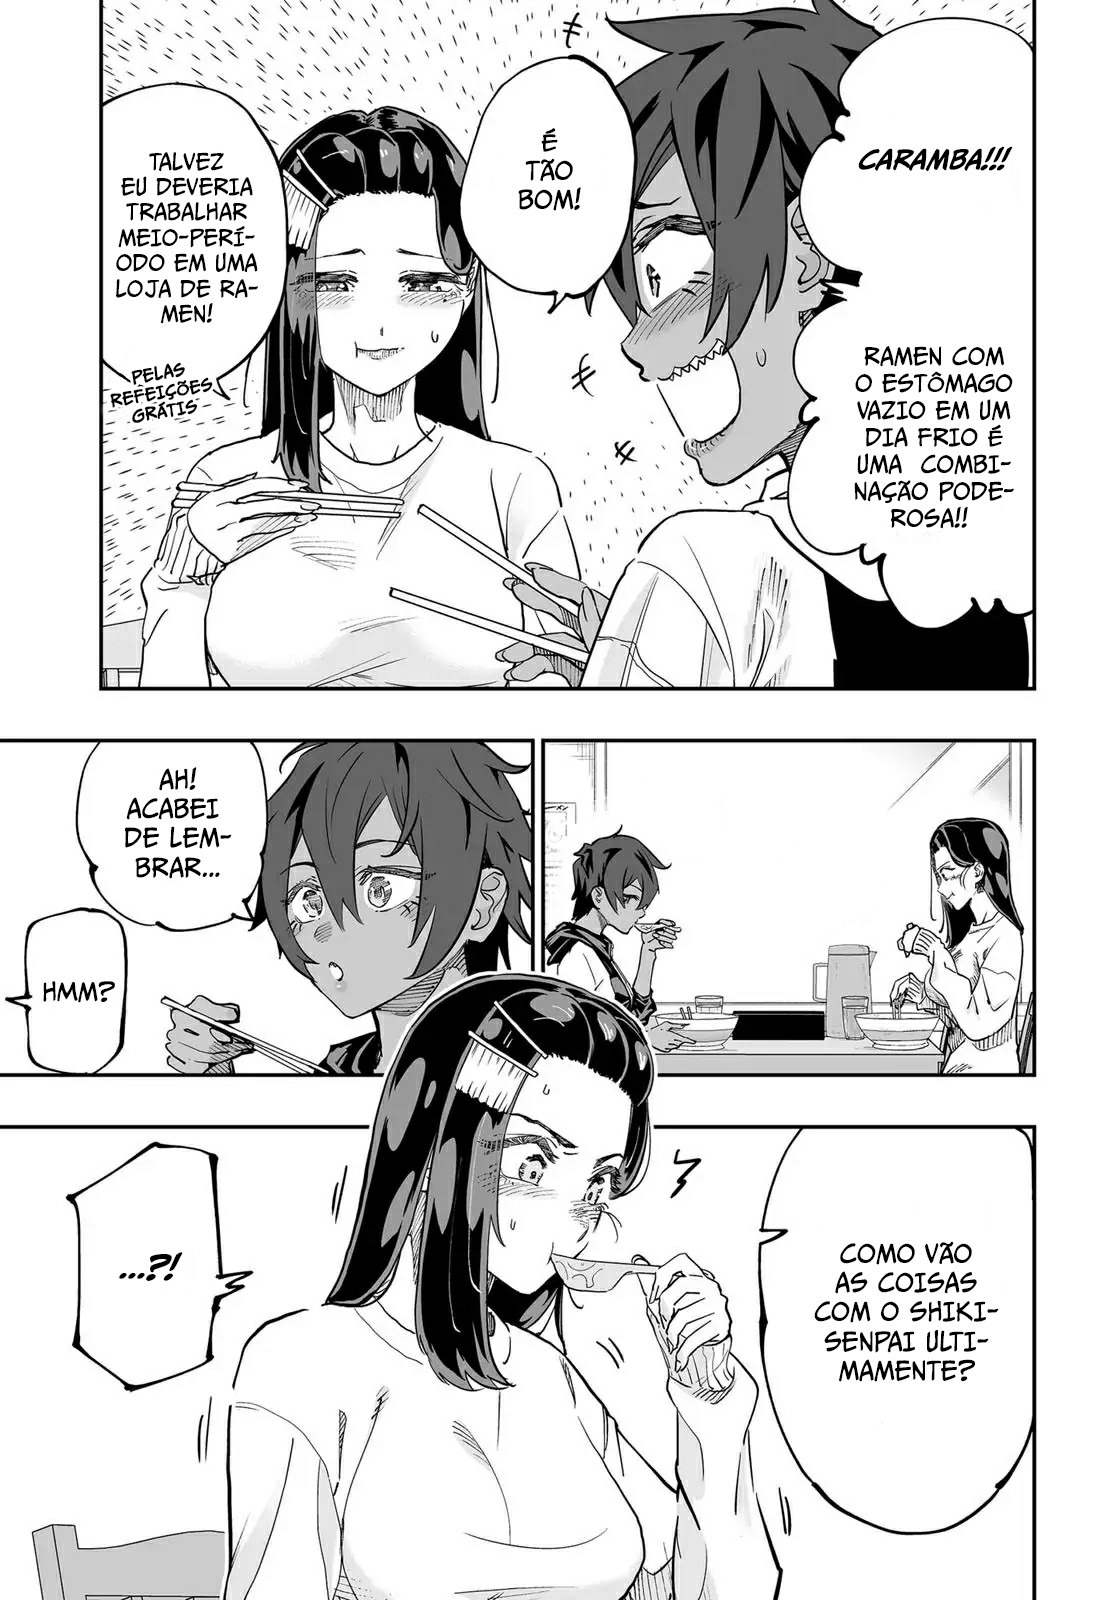 CARAMBA!!!
RAMEN COM
O ESTÔMAGO
VAZIO EM UM
DIA FRIO É
UMA COMBI-
NAÇÃO PODE-
ROSA!!
É
TÃO
BOM!
TALVEZ
EU DEVERIA
TRABALHAR
MEIO-PERÍ-
ODO EM UMA
LOJA DE RA-
MEN!
PELAS
REFEIÇÕES
GRÁTIS
AH!
ACABEI
DE LEM-
BRAR...
HMM?
COMO VÃO
AS COISAS
COM O SHIKI-
SENPAI ULTI-
MAMENTE?
...?!